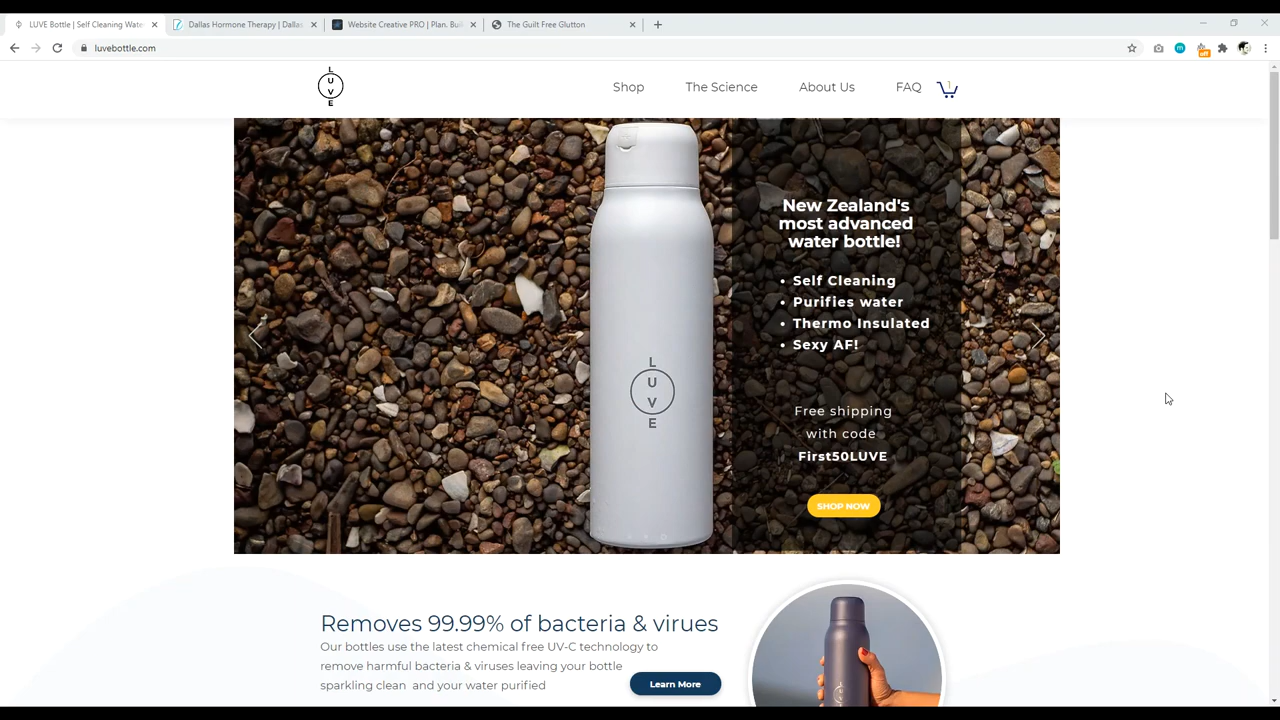 LUVE Bottle | Self Cleaning Wate
Dallas Hormone Therapy | Dallas
Website Creative PRO | Plan. Bui
The Guilt Free Glutton
luvebottle.com
off
L
U
V
E
Shop
The Science
About Us
FAQ
1
New Zealand's
most advanced
water bottle!
• Self Cleaning
• Purifies water
• Thermo Insulated
• Sexy AF!
L
U
V
E
Free shipping
with code
First50LUVE
SHOP NOW
Removes 99.99% of bacteria & virues
Our bottles use the latest chemical free UV-C technology to
remove harmful bacteria & viruses leaving your bottle
sparkling clean and your water purified
Learn More